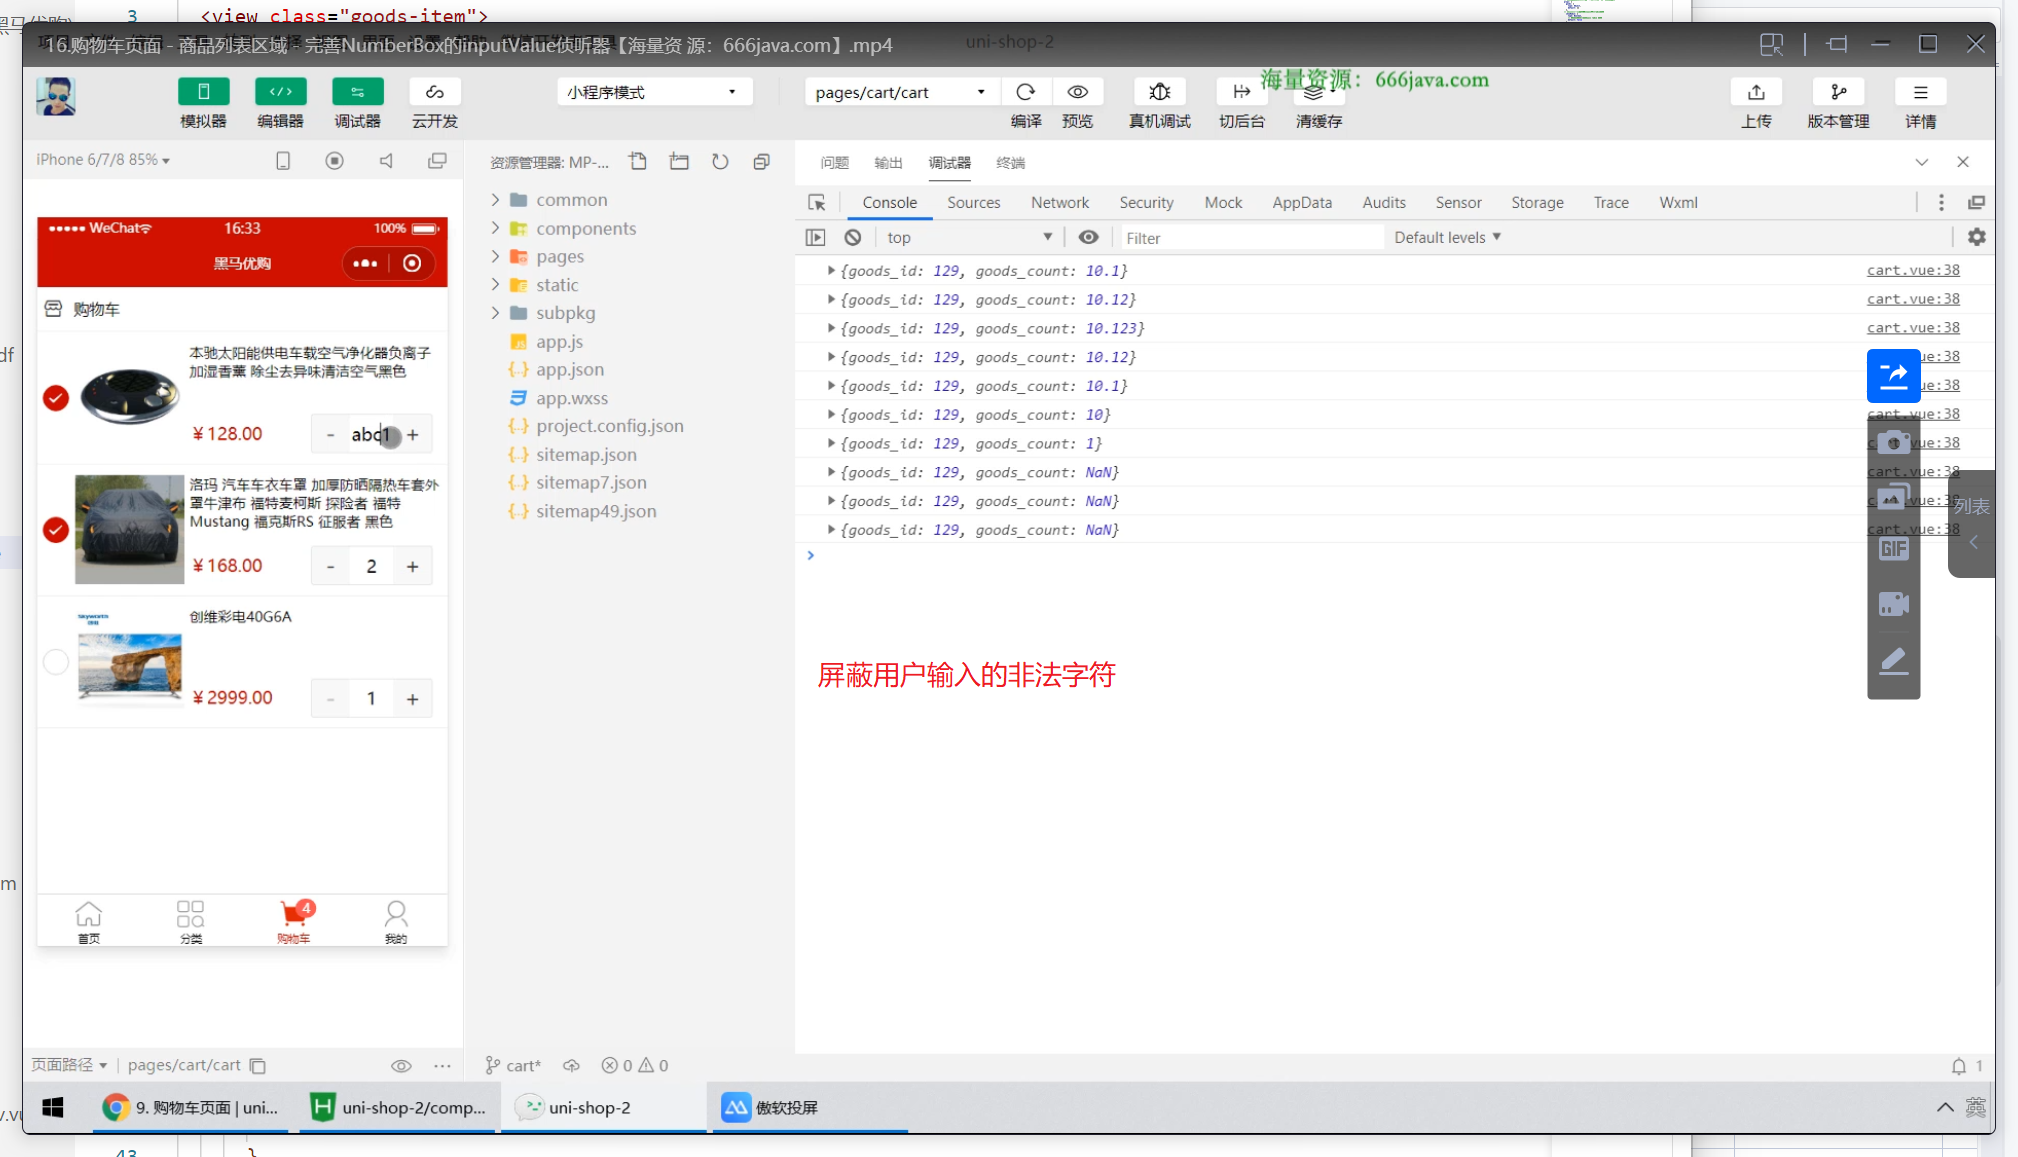 3 <view class="goods-item">
16.购物车页面 - 商品列表区域 - 完善NumberBox的inputValue侦听器【海量资 源：666java.com】.mp4
uni-shop-2
海量资源：666java.com
模拟器 编辑器 调试器 云开发
小程序模式
pages/cart/cart
编译 预览 真机调试 切后台 清缓存
上传 版本管理 详情
iPhone 6/7/8 85%
资源管理器: MP-...
问题 输出 调试器 终端
Console Sources Network Security Mock AppData Audits Sensor Storage Trace Wxml
top
Filter
Default levels
WeChat 16:33 100%
黑马优购
购物车
本驰太阳能供电车载空气净化器负离子
加湿香薰 除尘去异味清洁空气黑色
¥128.00 - abc1 +
洛玛 汽车车衣车罩 加厚防晒隔热车套外
罩牛津布 福特麦柯斯 探险者 福特
Mustang 福克斯RS 征服者 黑色
¥168.00 - 2 +
创维彩电40G6A
¥2999.00 - 1 +
首页 分类 购物车 我的
4
common
components
pages
static
subpkg
app.js
app.json
app.wxss
project.config.json
sitemap.json
sitemap7.json
sitemap49.json
{goods_id: 129, goods_count: 10.1} cart.vue:38
{goods_id: 129, goods_count: 10.12} cart.vue:38
{goods_id: 129, goods_count: 10.123} cart.vue:38
{goods_id: 129, goods_count: 10.12} ue:38
{goods_id: 129, goods_count: 10.1} ue:38
{goods_id: 129, goods_count: 10} cart.vue:38
{goods_id: 129, goods_count: 1} vue:38
{goods_id: 129, goods_count: NaN} cart.vue:38
{goods_id: 129, goods_count: NaN} vue:38
{goods_id: 129, goods_count: NaN} cart.vue:38
列表
GIF
屏蔽用户输入的非法字符
页面路径 pages/cart/cart
cart* 0 0
1
9. 购物车页面 | uni...
uni-shop-2/comp...
uni-shop-2
傲软投屏
英
43 }